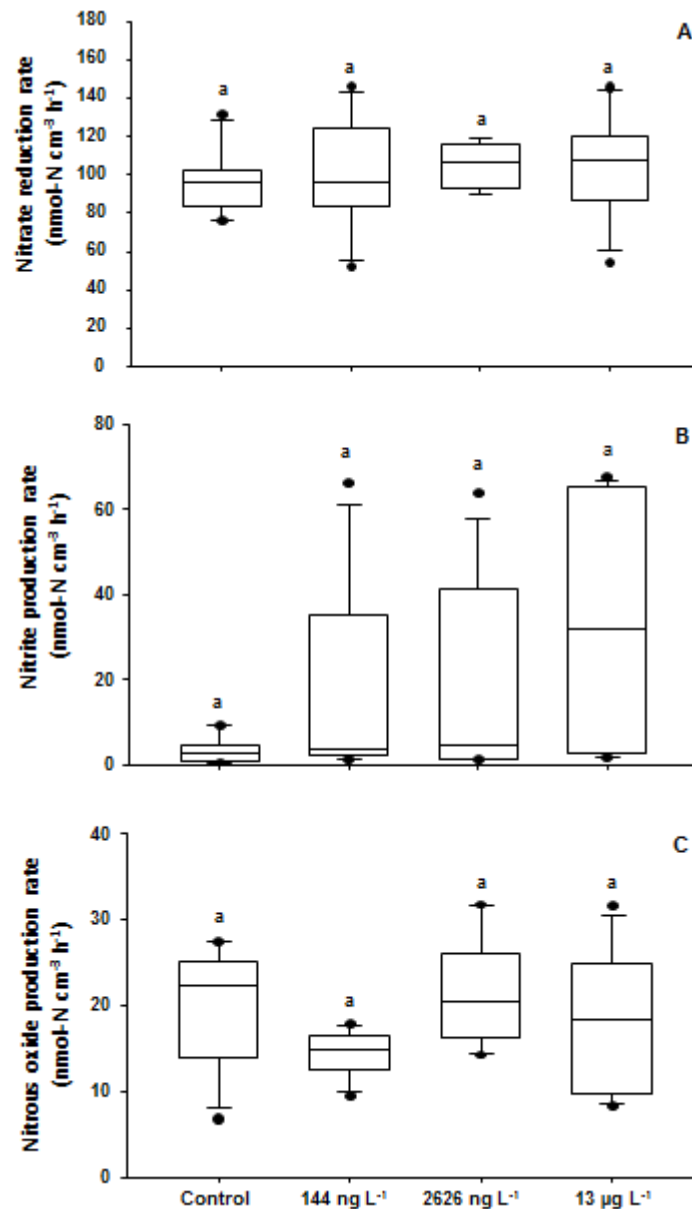 A
Nitrate reduction rate
(nmol-N cm⁻³ h⁻¹)
180
160
140
120
100
80
60
40
20
0
a a a a
B
Nitrite production rate
(nmol-N cm⁻³ h⁻¹)
80
60
40
20
0
a a a a
C
Nitrous oxide production rate
(nmol-N cm⁻³ h⁻¹)
40
30
20
10
0
a a a a
Control 144 ng L⁻¹ 2626 ng L⁻¹ 13 µg L⁻¹